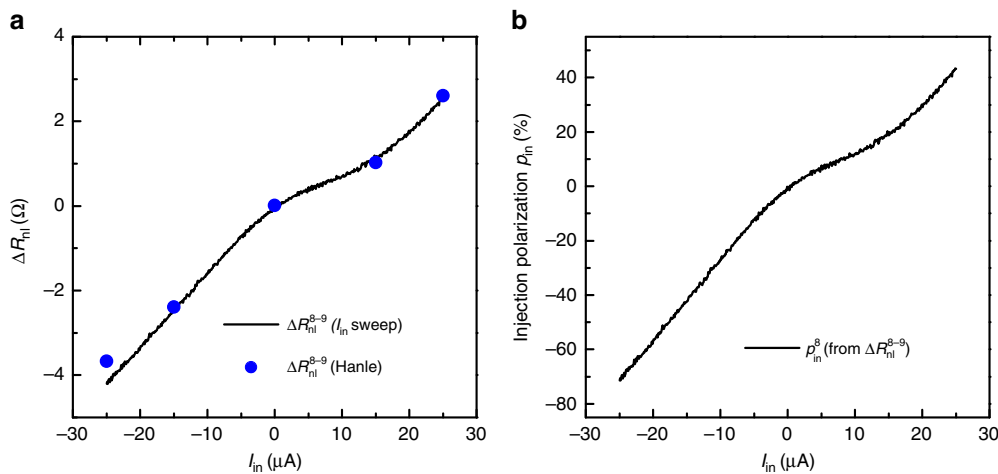 a
4
2
0
−2
−4
ΔR_nl (Ω)
ΔR_nl^8–9 (I_in sweep)
ΔR_nl^8–9 (Hanle)
−30 −20 −10 0 10 20 30
I_in (μA)
b
40
20
0
−20
−40
−60
−80
Injection polarization p_in (%)
p_in^8 (from ΔR_nl^8–9)
−30 −20 −10 0 10 20 30
I_in (μA)